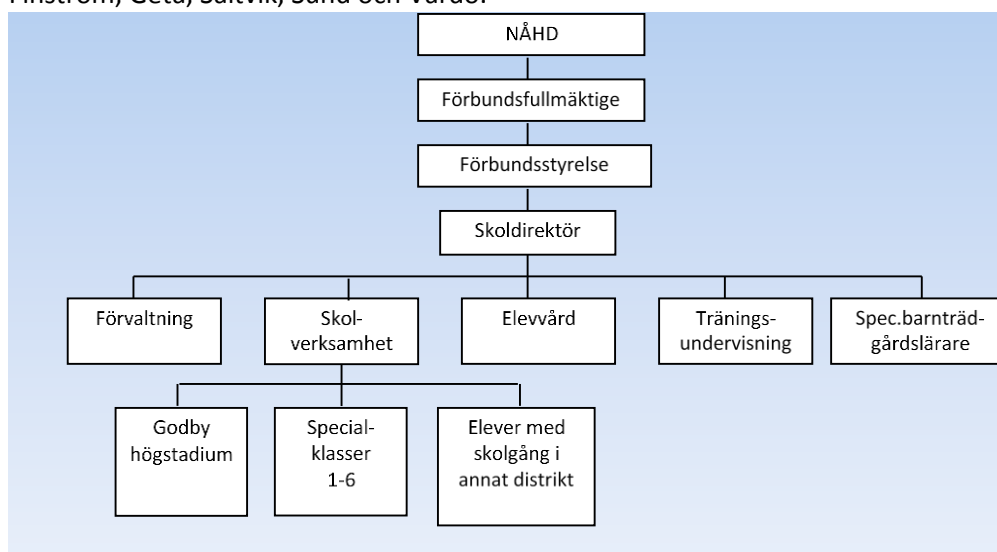 Finström, Geta, Saltvik, Sund och Vårdö.
NÅHD
Förbundsfullmäktige
Förbundsstyrelse
Skoldirektör
Förvaltning
Skol-
verksamhet
Elevvård
Tränings-
undervisning
Spec.barnträd-
gårdslärare
Godby
högstadium
Special-
klasser
1-6
Elever med
skolgång i
annat distrikt